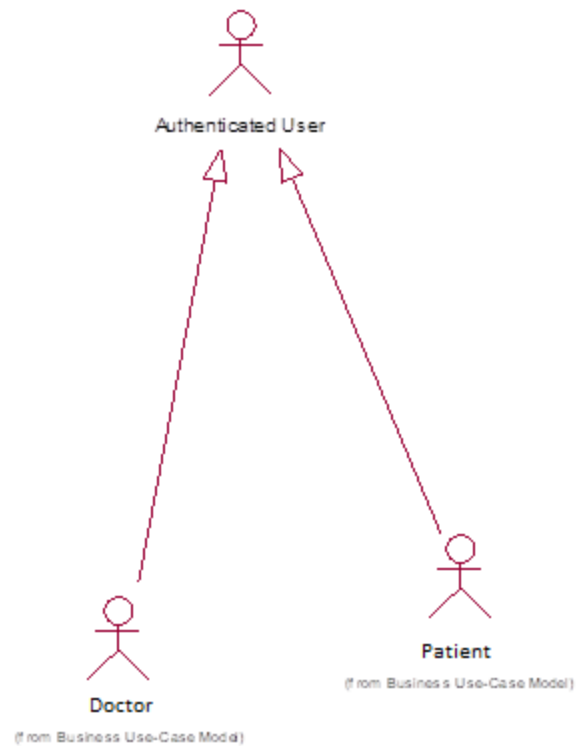 Authenticated User
Patient
(from Business Use-Case Model)
Doctor
(from Business Use-Case Model)